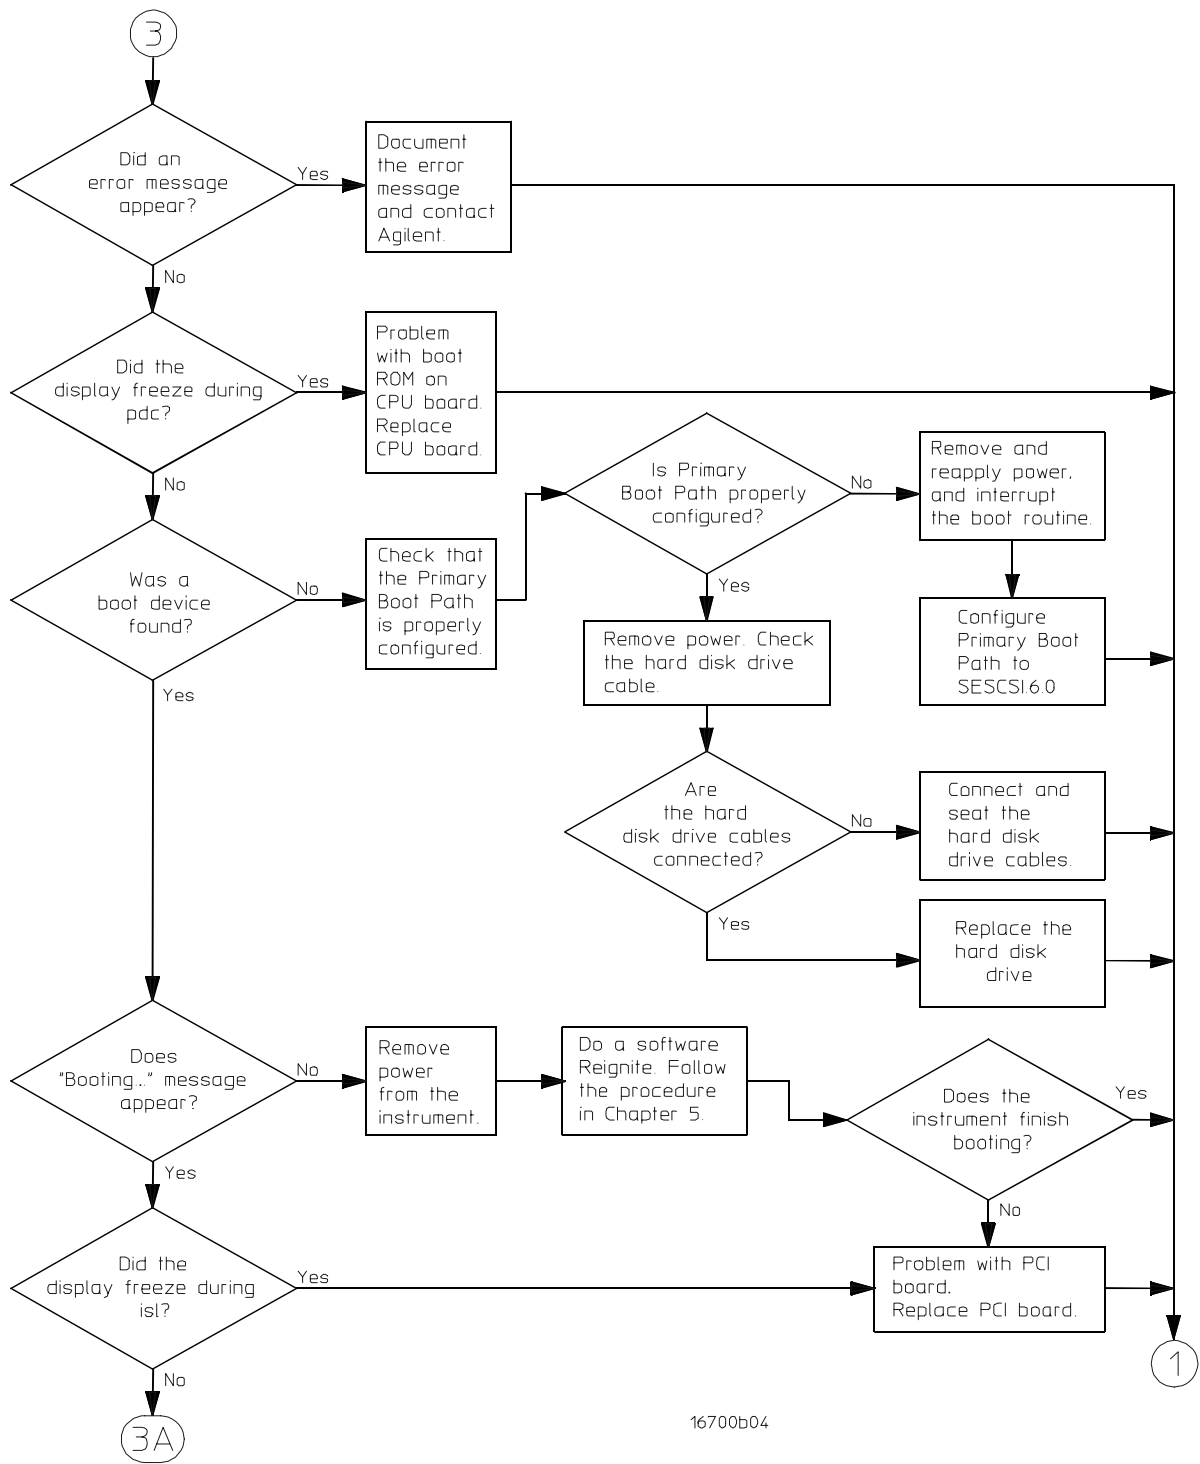 3
Did an
error message
appear?
Yes
Document
the error
message
and contact
Agilent.
No
Did the
display freeze during
pdc?
Yes
Problem
with boot
ROM on
CPU board.
Replace
CPU board.
No
Was a
boot device
found?
No
Check that
the Primary
Boot Path
is properly
configured.
Is Primary
Boot Path properly
configured?
No
Remove and
reapply power,
and interrupt
the boot routine.
Configure
Primary Boot
Path to
SESCSI.6.0
Yes
Remove power. Check
the hard disk drive
cable.
Are
the hard
disk drive cables
connected?
No
Connect and
seat the
hard disk
drive cables.
Yes
Replace the
hard disk
drive
Yes
Does
"Booting..." message
appear?
No
Remove
power
from the
instrument.
Do a software
Reignite. Follow
the procedure
in Chapter 5.
Does the
instrument finish
booting?
Yes
No
Yes
Did the
display freeze during
isl?
Yes
Problem with PCI
board.
Replace PCI board.
No
3A
1
16700b04